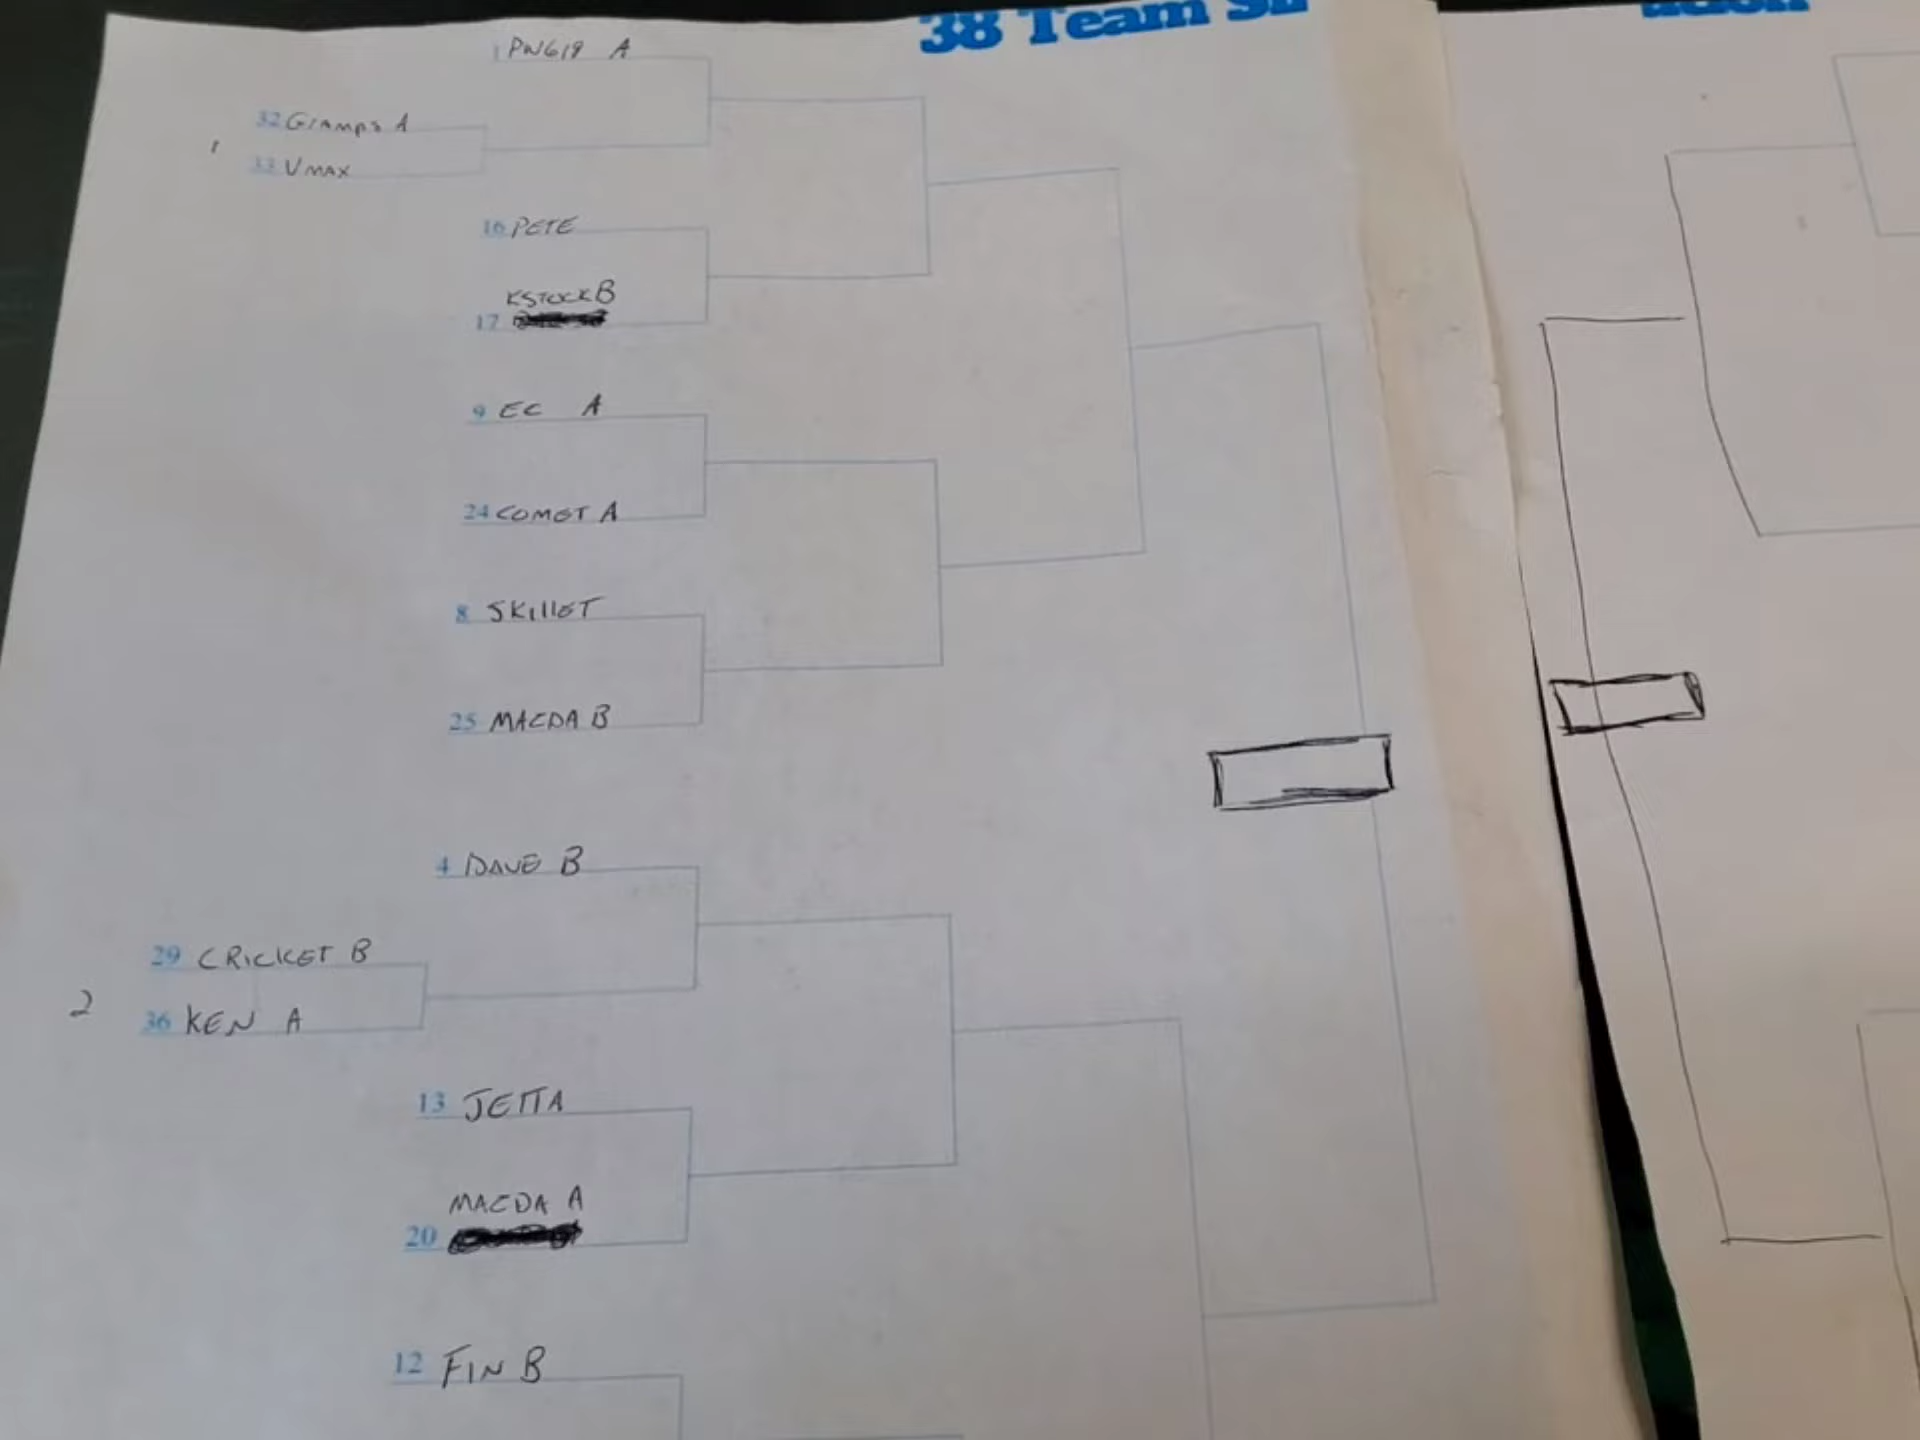 38 Team
1 PW619 A
32 Gramps A
1
33 VMAX
16 PETE
KSTOCK B
17
9 EC A
24 COMET A
8 SKILLET
25 MACDA B
4 DAVE B
29 CRICKET B
2
36 KEN A
13 JETTA
MACDA A
20
12 FIN B